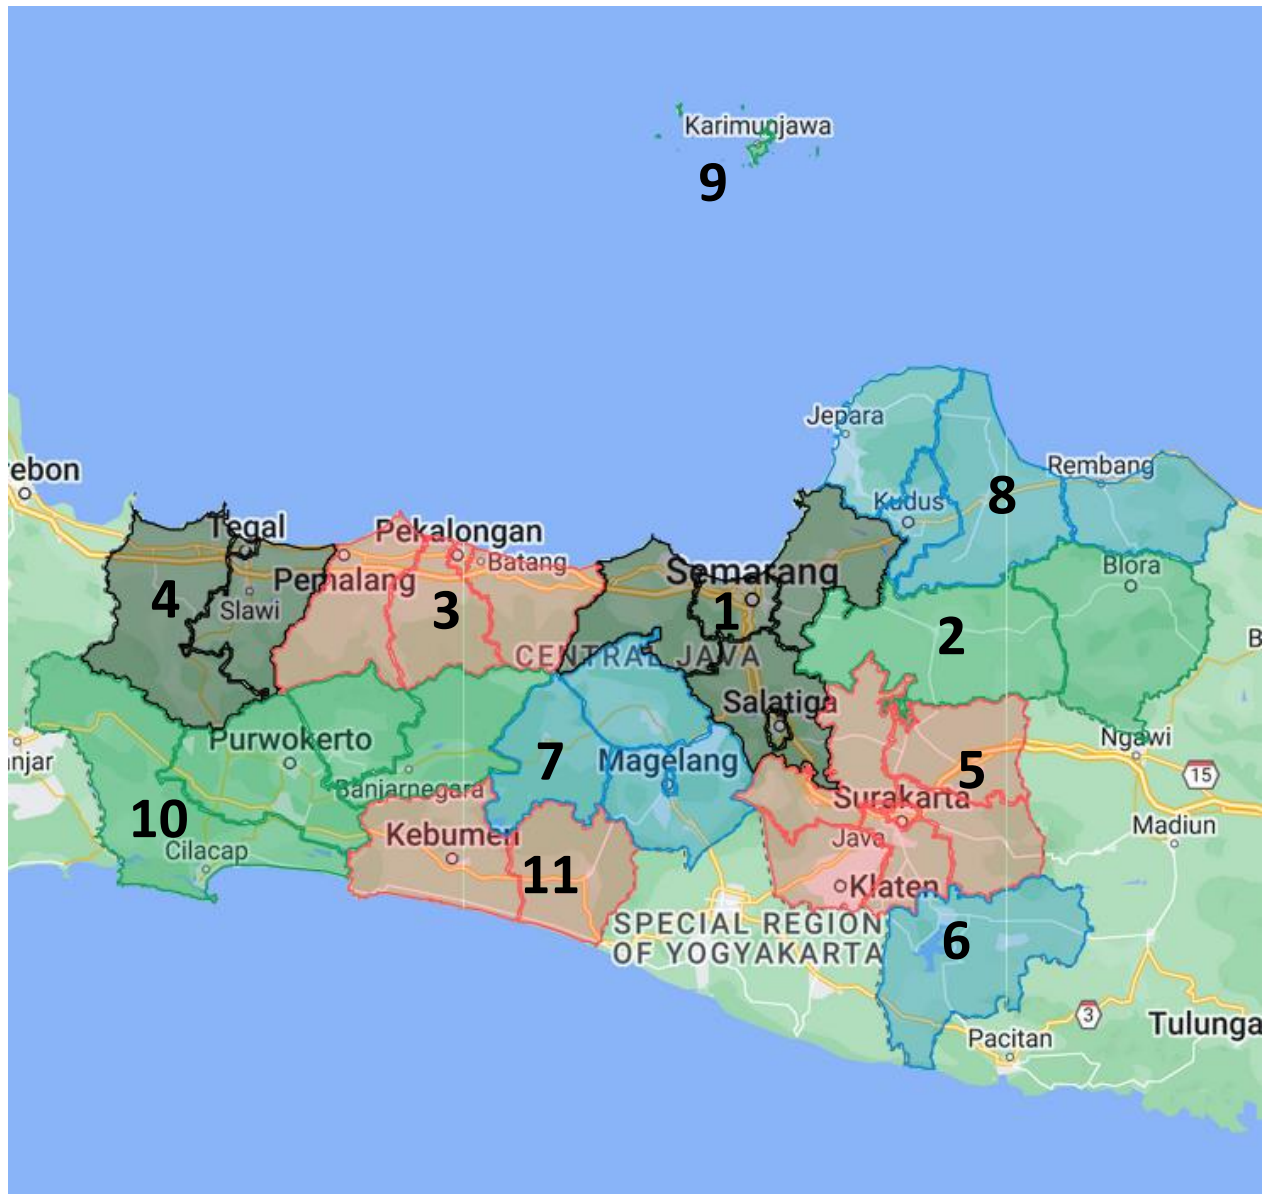 Karimunjawa
9
Jepara
Rembang
ebon
Kudus
8
Tegal
Pekalongan
Batang
Blora
Semarang
Pemalang
4
Slawi
3
1
2
B
CENTRAL JAVA
Salatiga
Purwokerto
Ngawi
njar
Magelang
7
5
15
Banjarnegara
Surakarta
10
Kebumen
Java
Madiun
Cilacap
11
Klaten
SPECIAL REGION
OF YOGYAKARTA
6
3
Tulunga
Pacitan